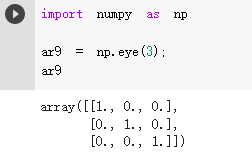 import numpy as np
ar9 = np.eye(3);
ar9
array([[1., 0., 0.],
[0., 1., 0.],
[0., 0., 1.]])